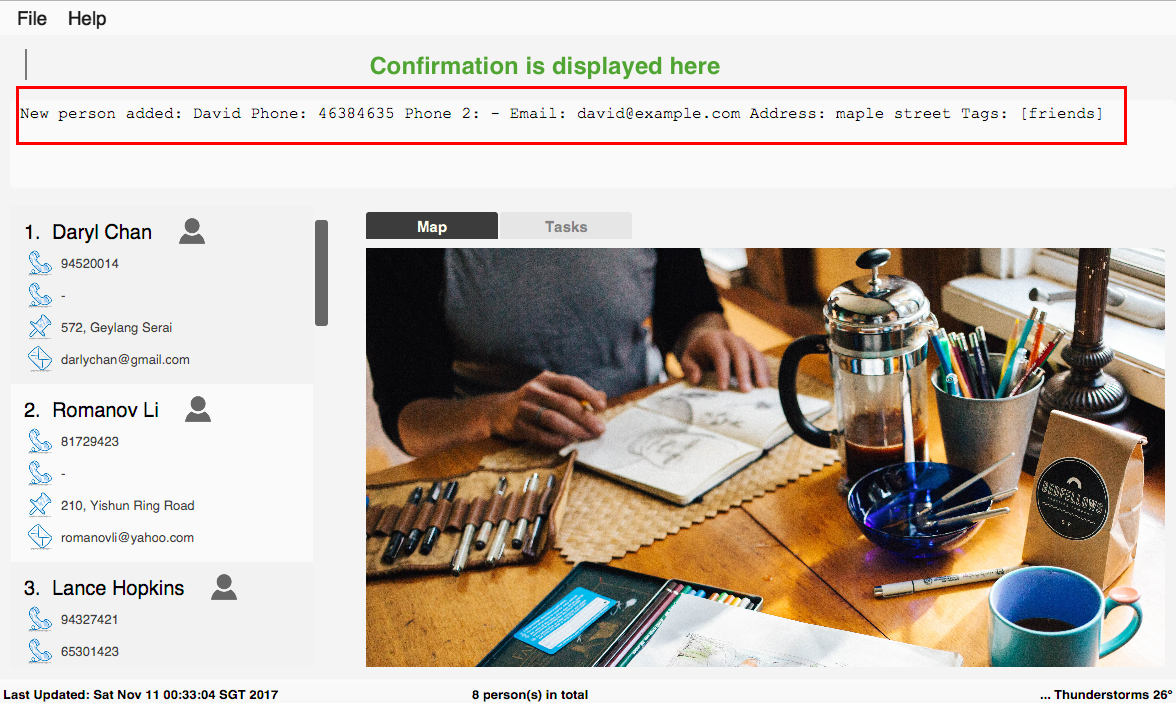 File Help
Confirmation is displayed here
New person added: David Phone: 46384635 Phone 2: - Email: david@example.com Address: maple street Tags: [friends]
1. Daryl Chan
94520014
-
572, Geylang Serai
darlychan@gmail.com
2. Romanov Li
81729423
-
210, Yishun Ring Road
romanovli@yahoo.com
3. Lance Hopkins
94327421
65301423
Map Tasks
BEDFELLOWS
Last Updated: Sat Nov 11 00:33:04 SGT 2017 8 person(s) in total ... Thunderstorms 26°